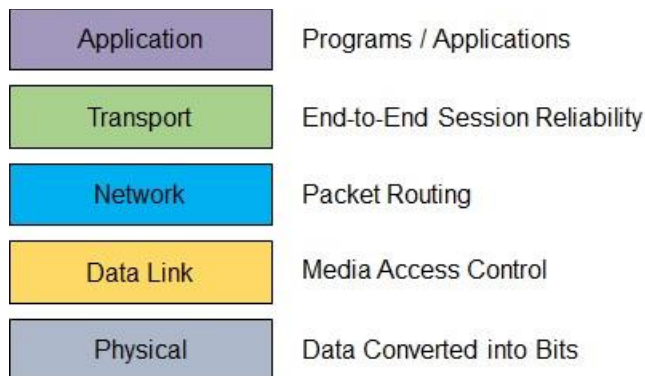 Application Programs / Applications
Transport End-to-End Session Reliability
Network Packet Routing
Data Link Media Access Control
Physical Data Converted into Bits